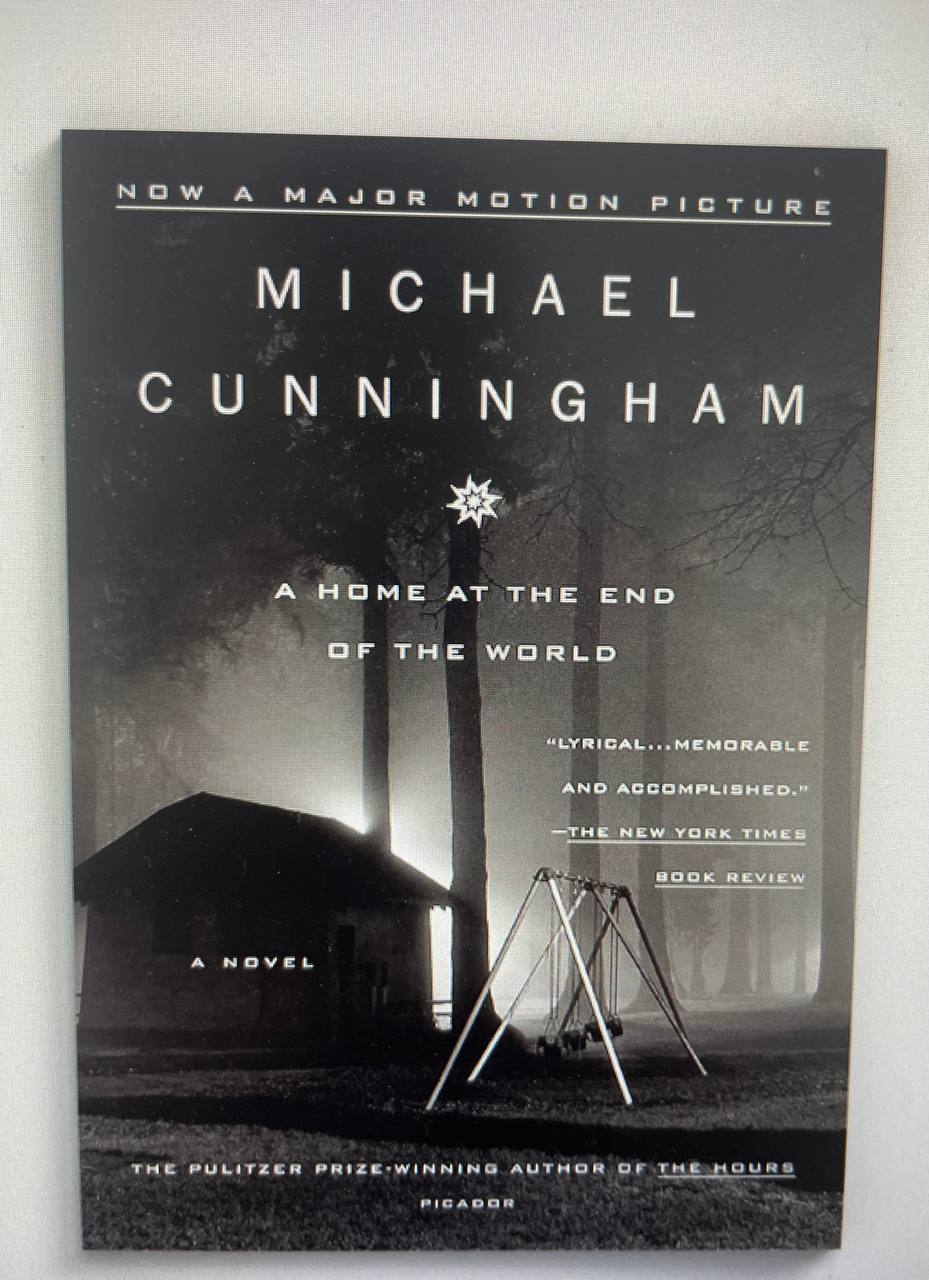 NOW A MAJOR MOTION PICTURE
MICHAEL
CUNNINGHAM
A HOME AT THE END
OF THE WORLD
"LYRICAL...MEMORABLE
AND ACCOMPLISHED."
—THE NEW YORK TIMES
BOOK REVIEW
A NOVEL
THE PULITZER PRIZE-WINNING AUTHOR OF THE HOURS
PICADOR